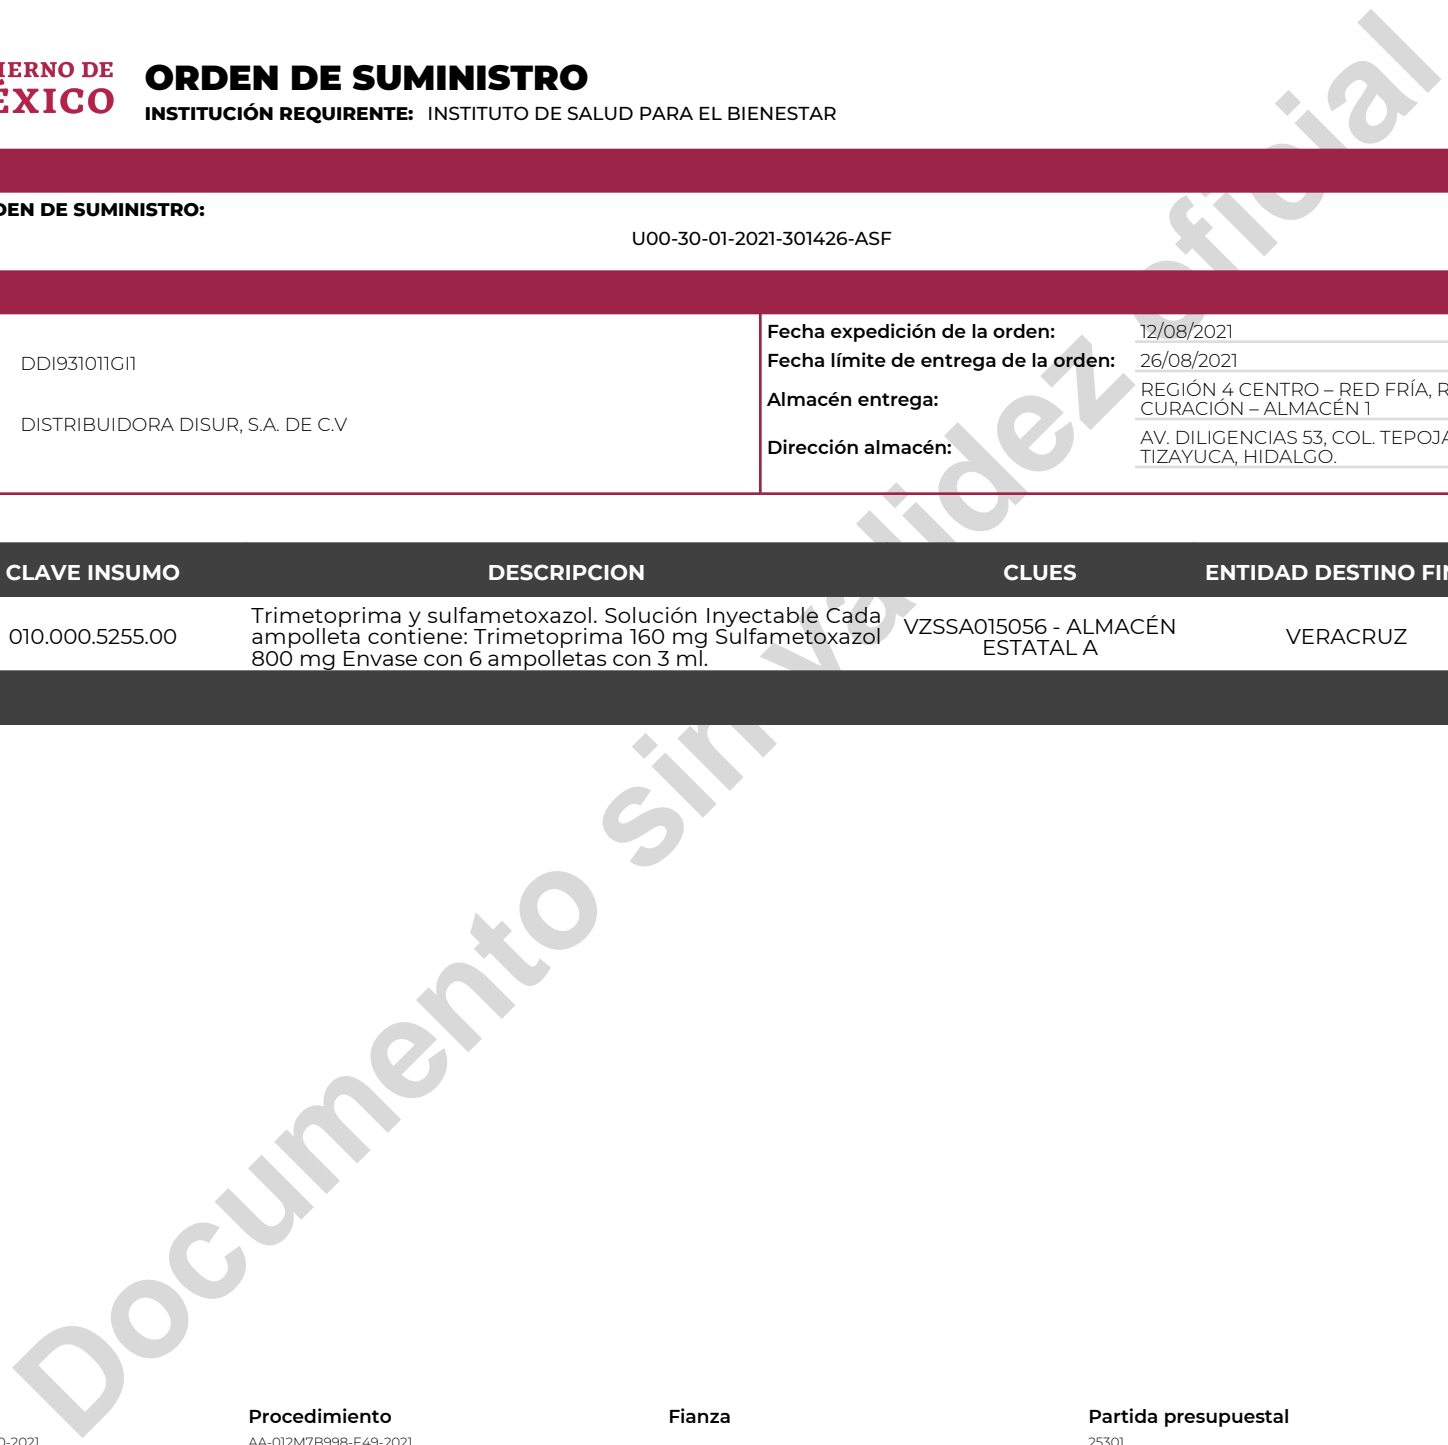 ORDEN DE SUMINISTRO
DE
INSTITUCIÓN REQUIRENTE: INSTITUTO DE SALUD PARA EL BIENESTAR
DE SUMINISTRO:
U00-30-01-2021-301426-ASF
DDI931011GI1
DISTRIBUIDORA DISUR, S.A. DE C.V
Fecha expedición de la orden: 12/08/2021
Fecha límite de entrega de la orden: 26/08/2021
Almacén entrega: REGIÓN 4 CENTRO – RED FRÍA,
CURACIÓN – ALMACÉN 1
Dirección almacén: AV. DILIGENCIAS 53, COL.
TIZAYUCA, HIDALGO.
CLAVE INSUMO DESCRIPCION CLUES ENTIDAD DESTINO
010.000.5255.00
Trimetoprima y sulfametoxazol. Solución Inyectable Cada
ampolleta contiene: Trimetoprima 160 mg Sulfametoxazol
800 mg Envase con 6 ampolletas con 3 ml.
VZSSA015056 - ALMACÉN
ESTATAL A
VERACRUZ
Documento sin validez oficial
Procedimiento Fianza Partida presupuestal
AA-012M7B998-E49-2021 25301